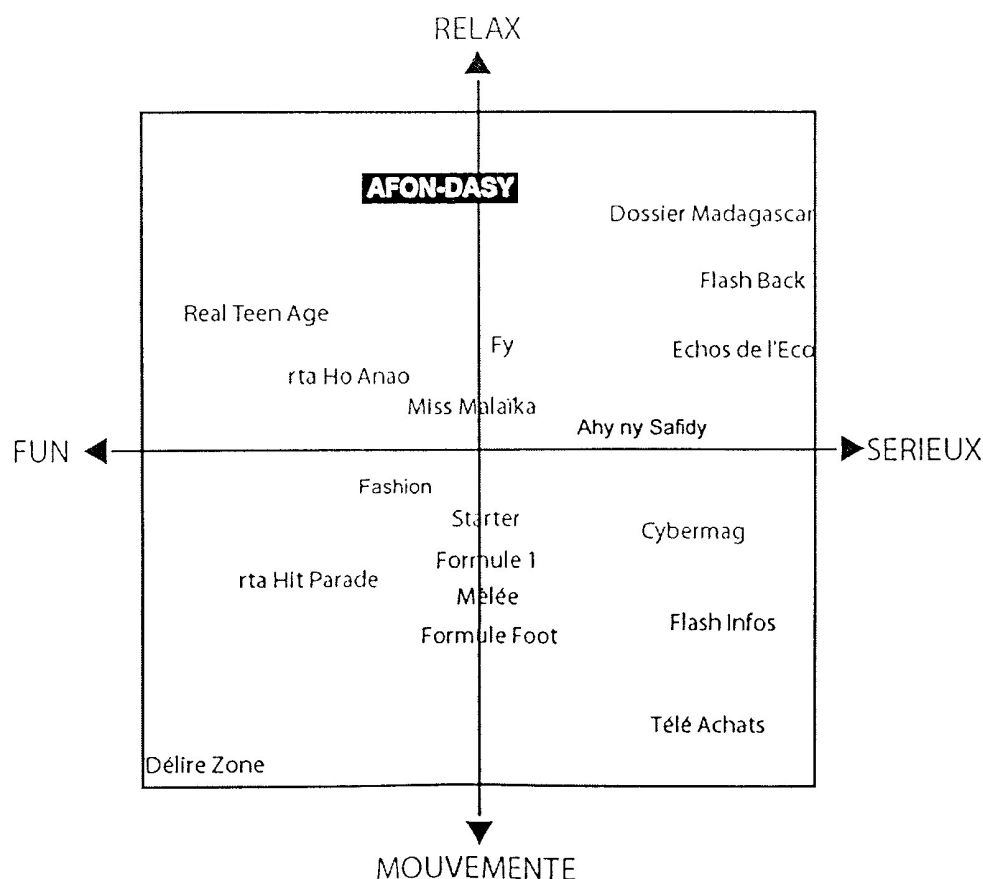 RELAX
AFON-DASY
Dossier Madagascar
Flash Back
Real Teen Age
Fy
Echos de l'Eco
rta Ho Anao
Miss Malaïka
Ahy ny Safidy
FUN
SERIEUX
Fashion
Starter
Cybermag
Formule 1
rta Hit Parade
Mêlée
Flash Infos
Formule Foot
Télé Achats
Délire Zone
MOUVEMENTE